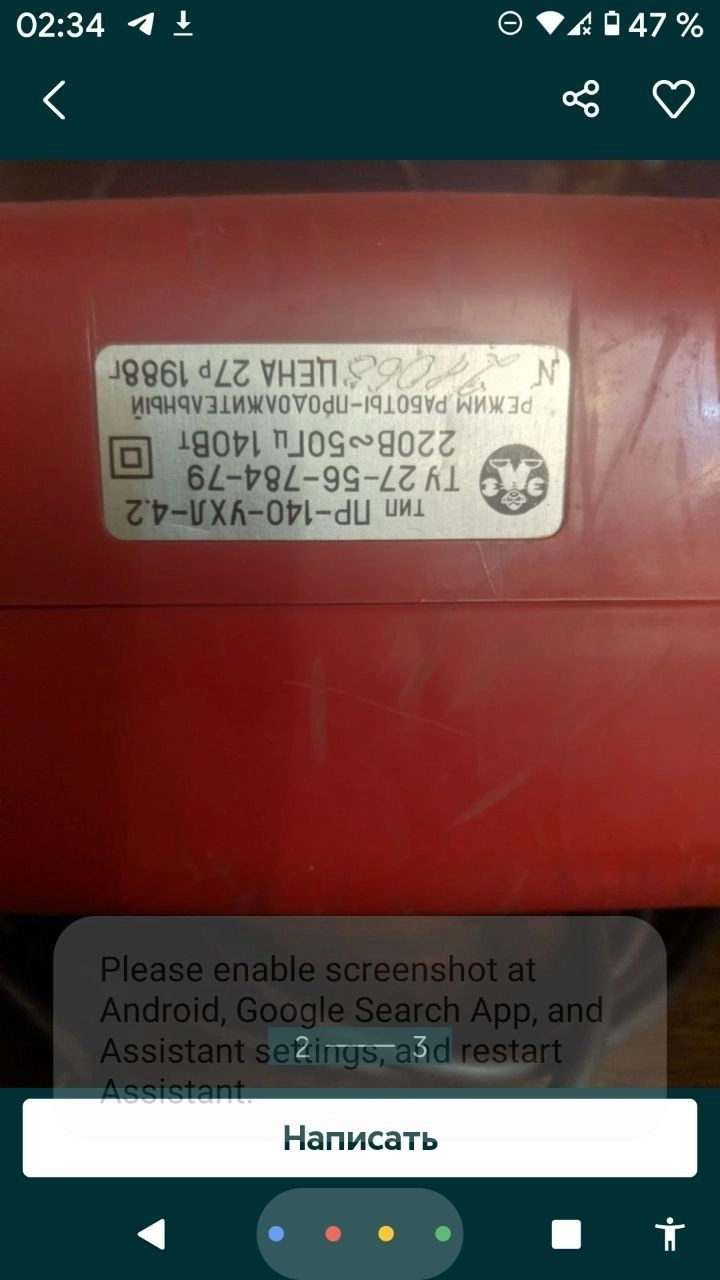 02:34
47 %
ТИП ПР-140-УХЛ-4.2
ТУ 27-56-784-79
220В~50Гц 140Вт
РЕЖИМ РАБОТЫ-ПРОДОЛЖИТЕЛЬНЫЙ
N ЦЕНА 27р 1988г
Please enable screenshot at
Android, Google Search App, and
Assistant settings, and restart
Assistant.
2 — 3
Написать